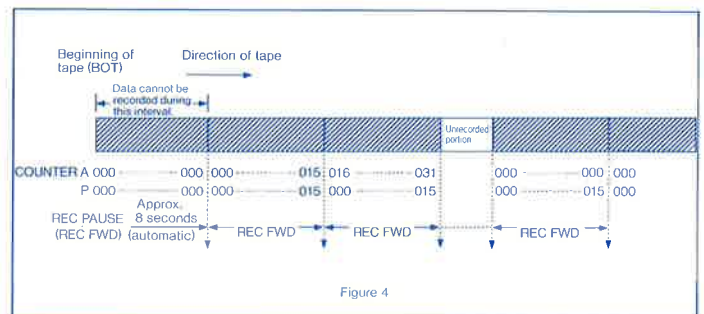 Beginning of tape (BOT)
Direction of tape
Data cannot be
recorded during
this interval.
Unrecorded
portion
COUNTER A 000 000 000 015 016 031 000 000 000
P 000 000 000 015 000 015 000 015 000
REC PAUSE
(REC FWD)
Approx.
8 seconds
(automatic)
REC FWD
REC FWD
REC FWD
Figure 4